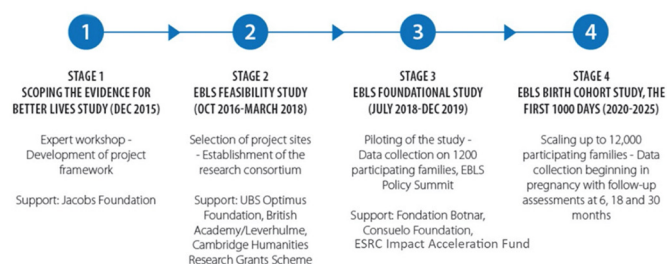 1
2
3
4
STAGE 1
SCOPING THE EVIDENCE FOR
BETTER LIVES STUDY (DEC 2015)
Expert workshop -
Development of project
framework
Support: Jacobs Foundation
STAGE 2
EBLS FEASIBILITY STUDY
(OCT 2016-MARCH 2018)
Selection of project sites
- Establishment of the
research consortium
Support: UBS Optimus
Foundation, British
Academy/Leverhulme,
Cambridge Humanities
Research Grants Scheme
STAGE 3
EBLS FOUNDATIONAL STUDY
(JULY 2018-DEC 2019)
Piloting of the study -
Data collection on 1200
participating families, EBLS
Policy Summit
Support: Fondation Botnar,
Consuelo Foundation,
ESRC Impact Acceleration Fund
STAGE 4
EBLS BIRTH COHORT STUDY, THE
FIRST 1000 DAYS (2020-2025)
Scaling up to 12,000
participating families - Data
collection beginning in
pregnancy with follow-up
assessments at 6, 18 and 30
months